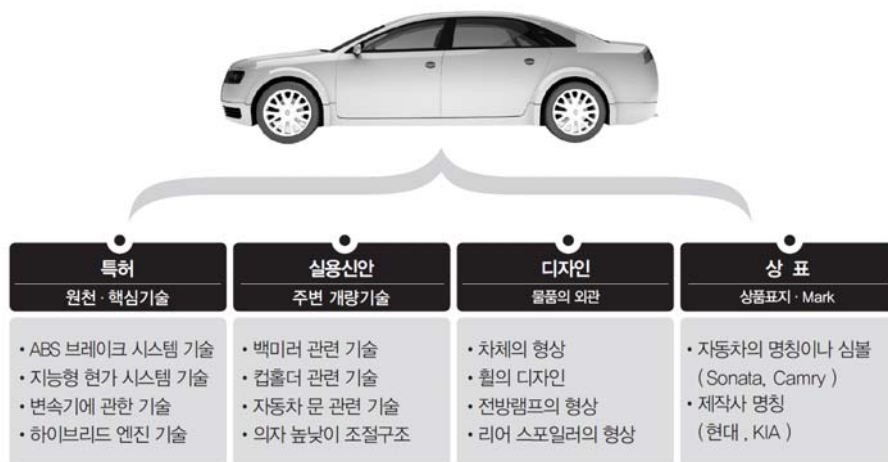 특허
원천 · 핵심기술
• ABS 브레이크 시스템 기술
• 지능형 현가 시스템 기술
• 변속기에 관한 기술
• 하이브리드 엔진 기술
실용신안
주변 개량기술
• 백미러 관련 기술
• 컵홀더 관련 기술
• 자동차 문 관련 기술
• 의자 높낮이 조절구조
디자인
물품의 외관
• 차체의 형상
• 휠의 디자인
• 전방램프의 형상
• 리어 스포일러의 형상
상 표
상품표지 · Mark
• 자동차의 명칭이나 심볼
( Sonata, Camry )
• 제작사 명칭
( 현대 , KIA )